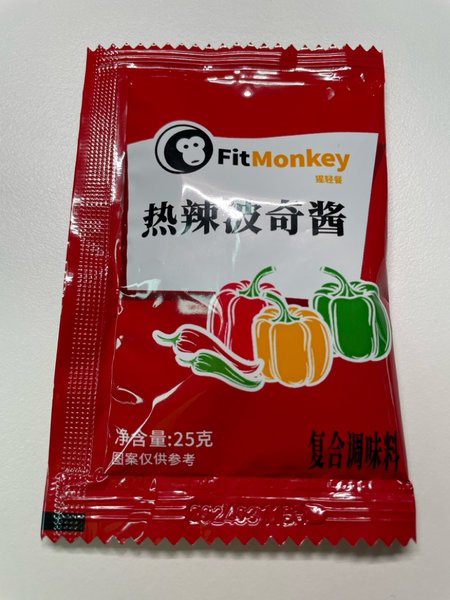 FitMonkey
猩轻餐
热辣波奇酱
净含量:25克
图案仅供参考
复合调味料